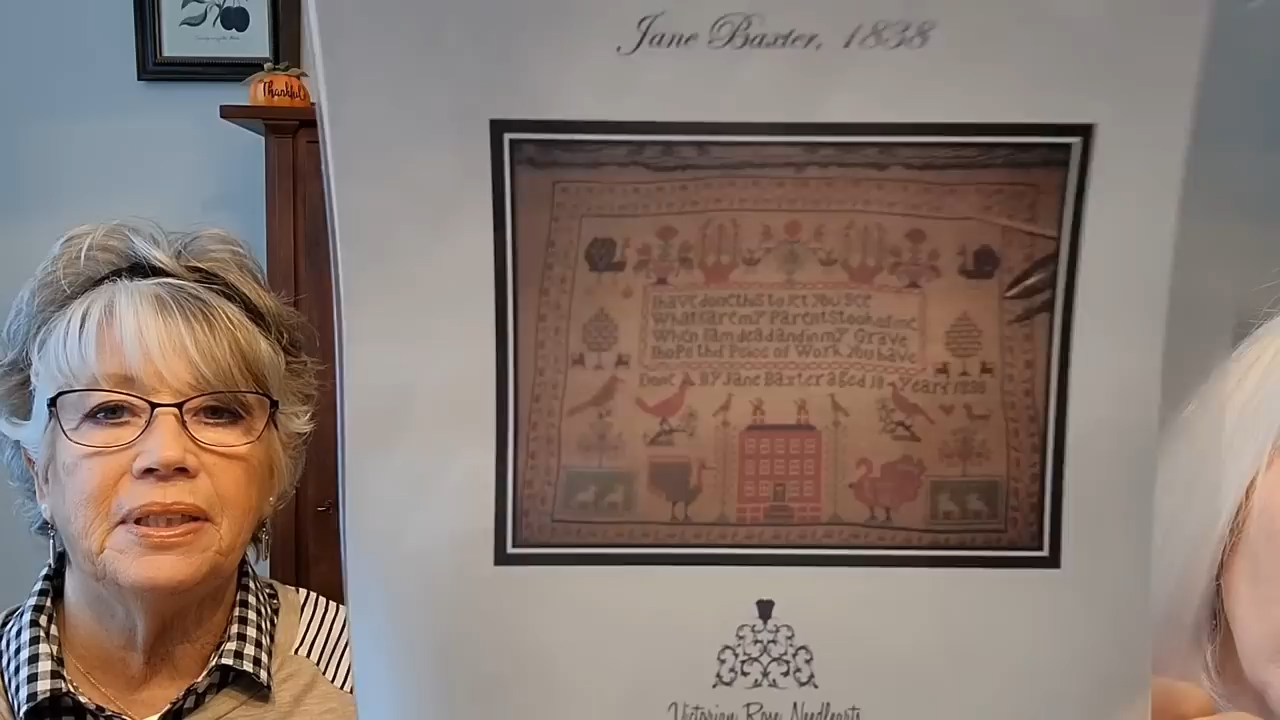 Jane Baxter, 1838
Thankful
I have done this to let you see
What care my Parents took of me
When I am dead and in my Grave
I hope this Peice of Work you have
Done By Jane Baxter aged 10 Years 1838
Victorian Rose Needlearts